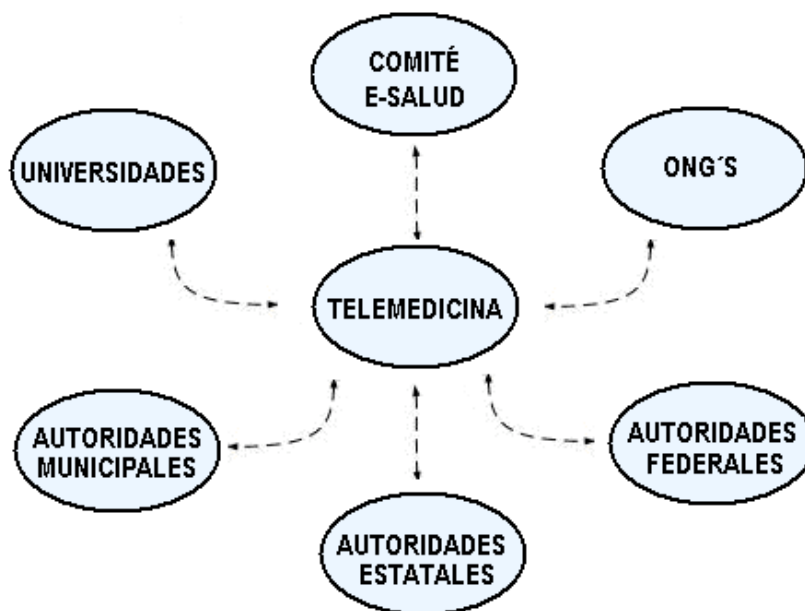 COMITÉ
E-SALUD
UNIVERSIDADES
ONG´S
TELEMEDICINA
AUTORIDADES
MUNICIPALES
AUTORIDADES
FEDERALES
AUTORIDADES
ESTATALES